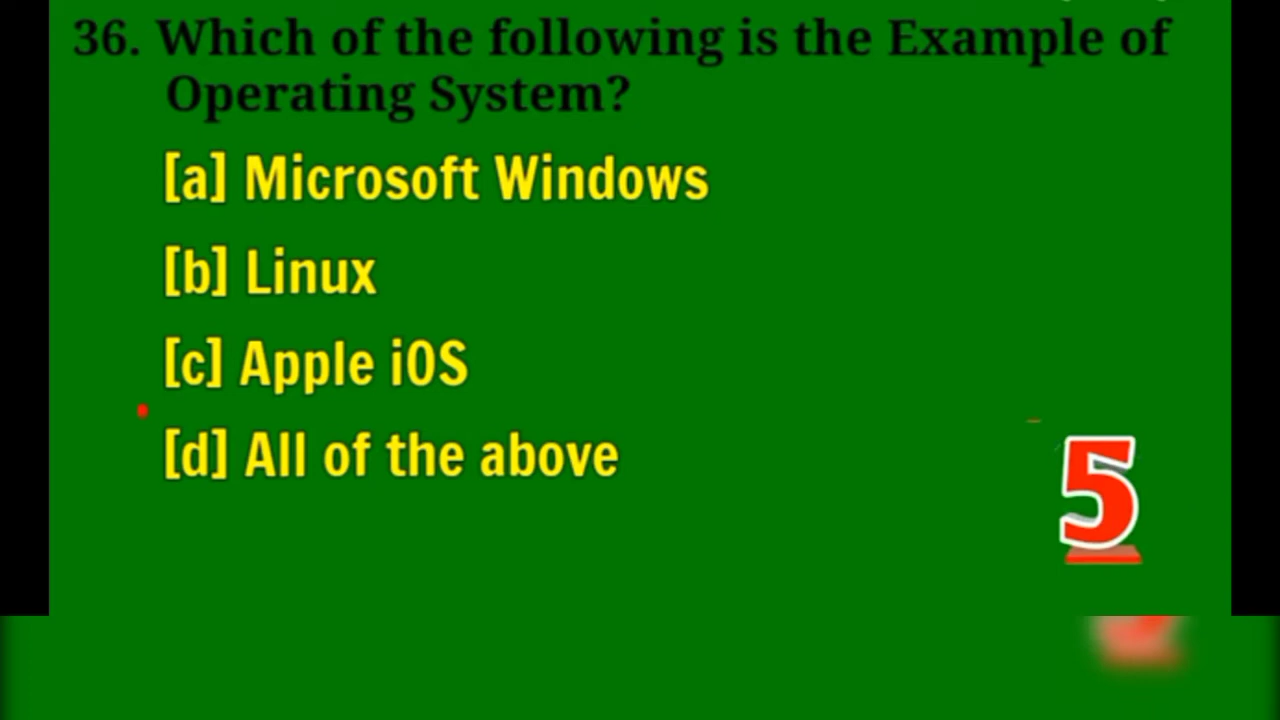 36. Which of the following is the Example of
Operating System?
[a] Microsoft Windows
[b] Linux
[c] Apple iOS
[d] All of the above
5